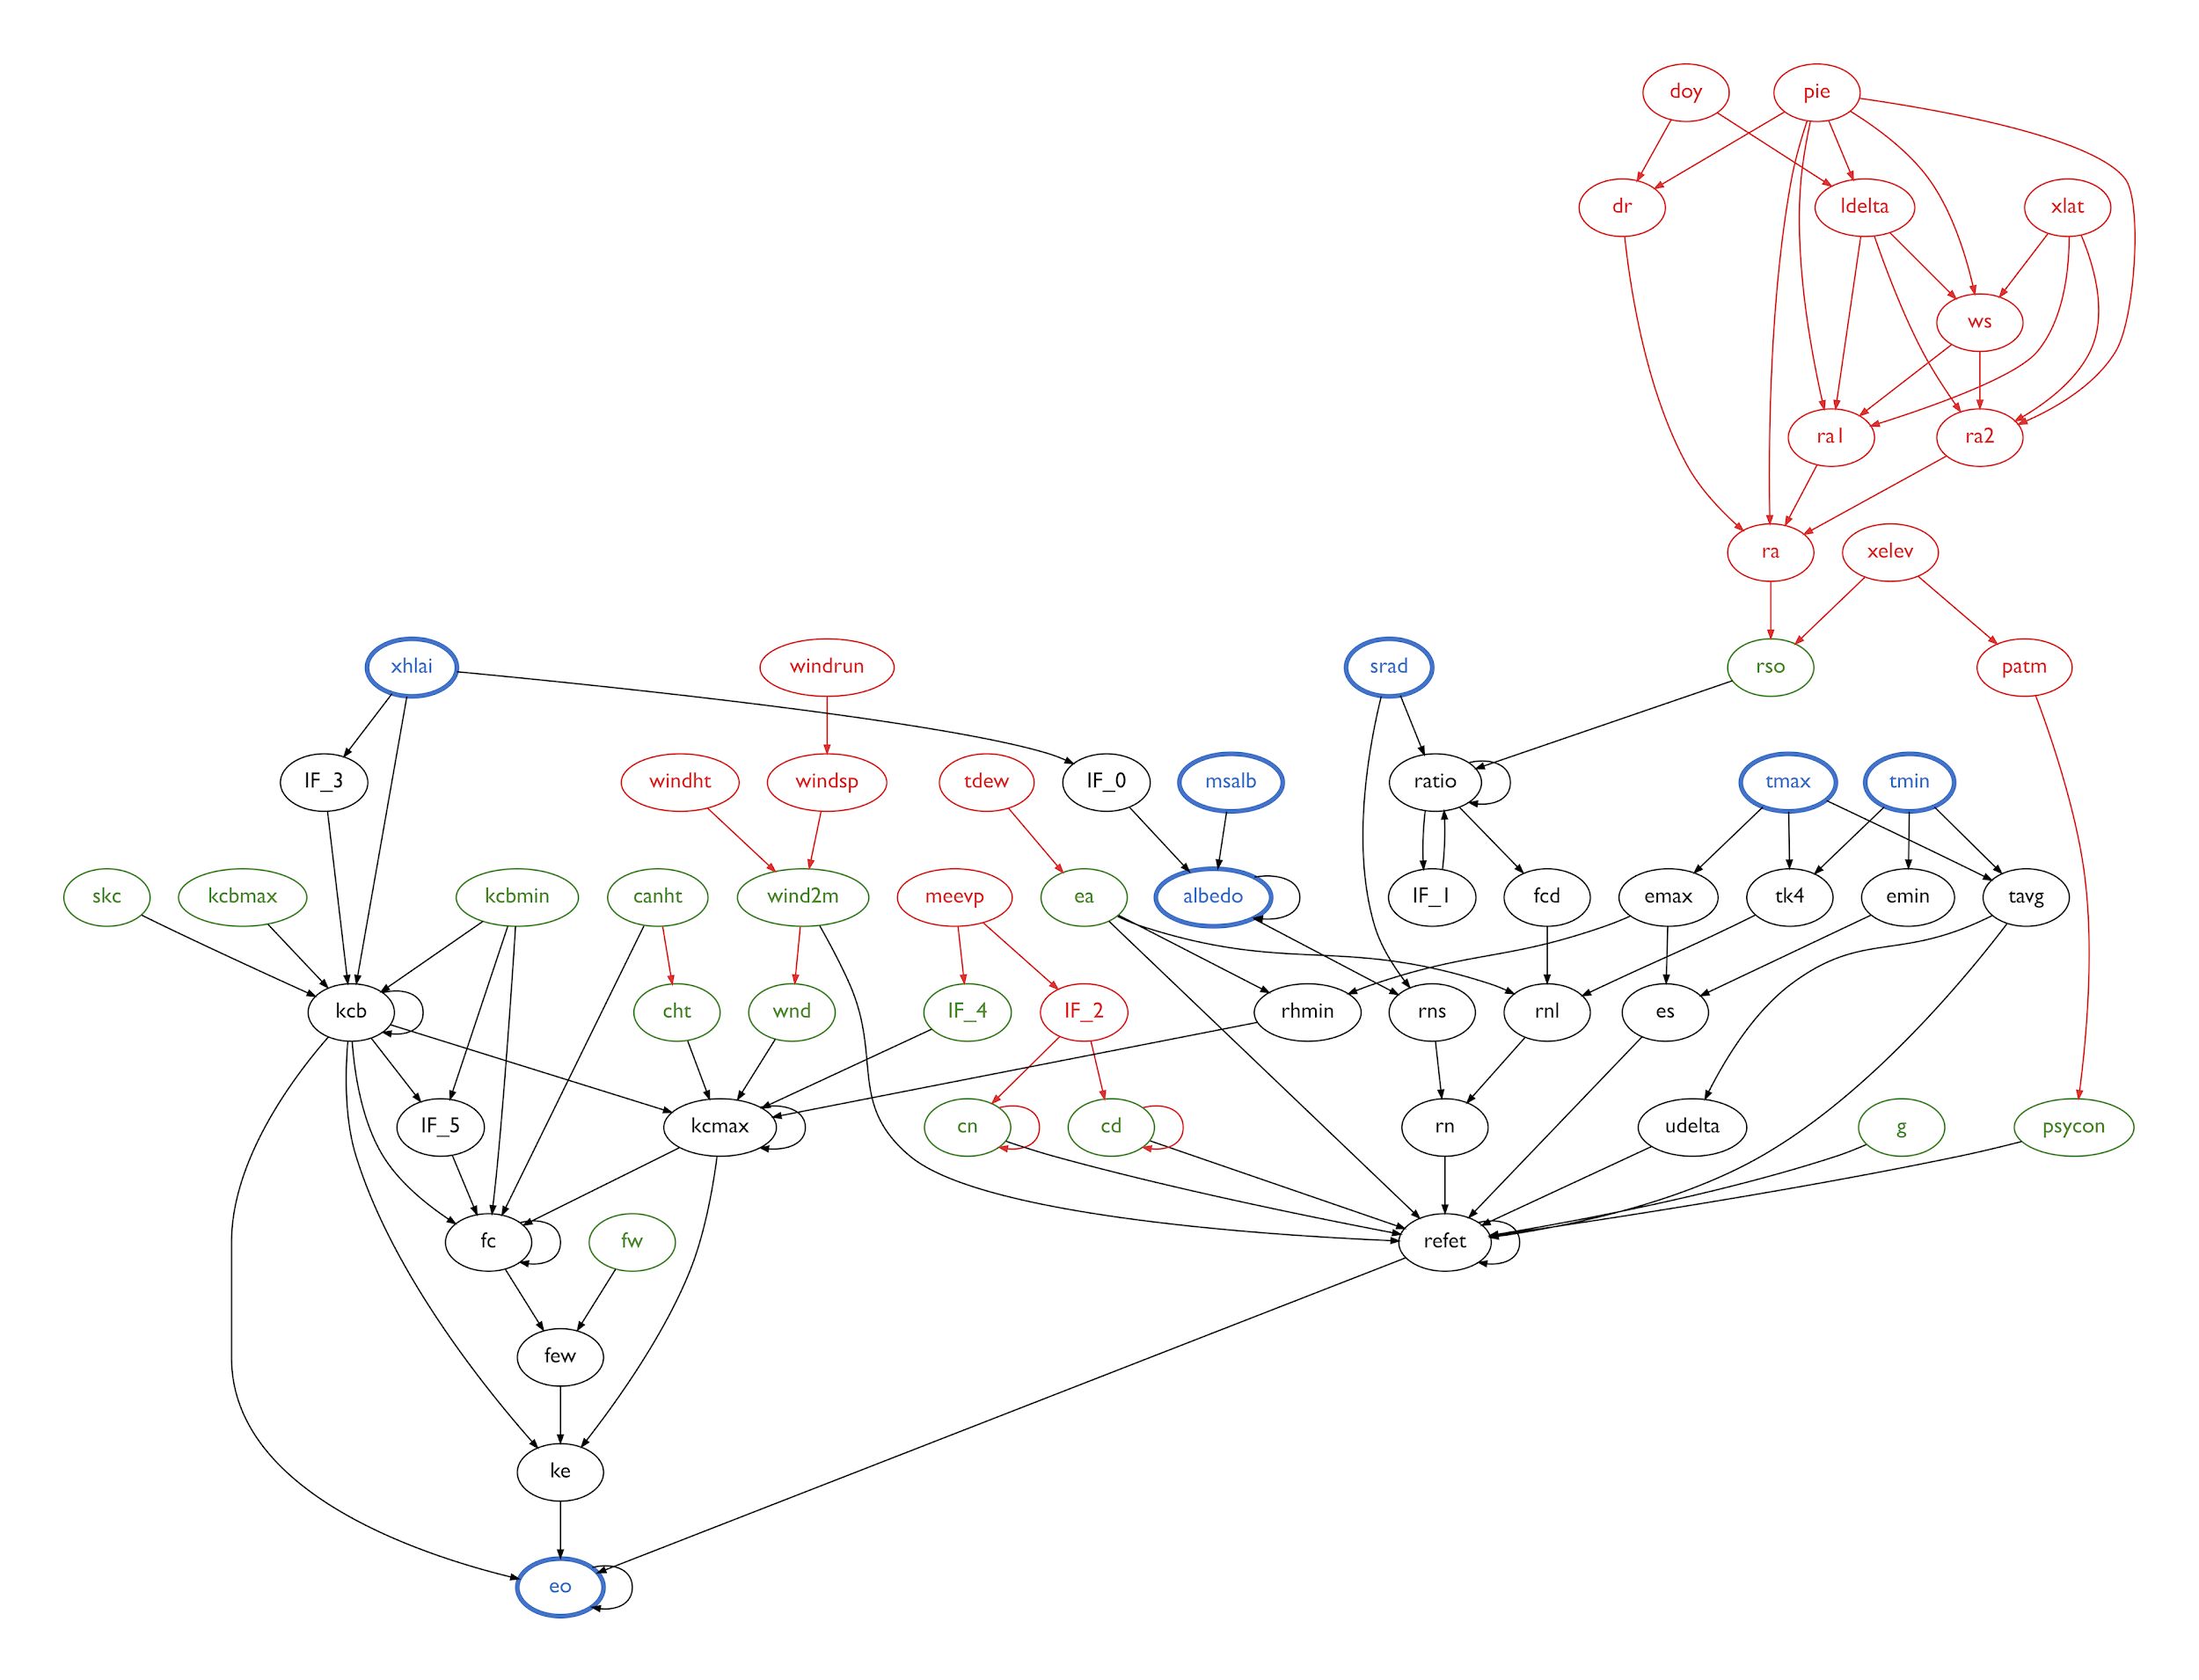 doy pie
dr ldelta xlat
ws
ra1 ra2
ra xelev
xhlai windrun srad rso patm
IF_3 windht windsp tdew IF_0 msalb ratio tmax tmin
skc kcbmax kcbmin canht wind2m meevp ea albedo IF_1 fcd emax tk4 emin tavg
kcb cht wnd IF_4 IF_2 rhmin rns rnl es
IF_5 kcmax cn cd rn udelta g psycon
fc fw refet
few
ke
eo